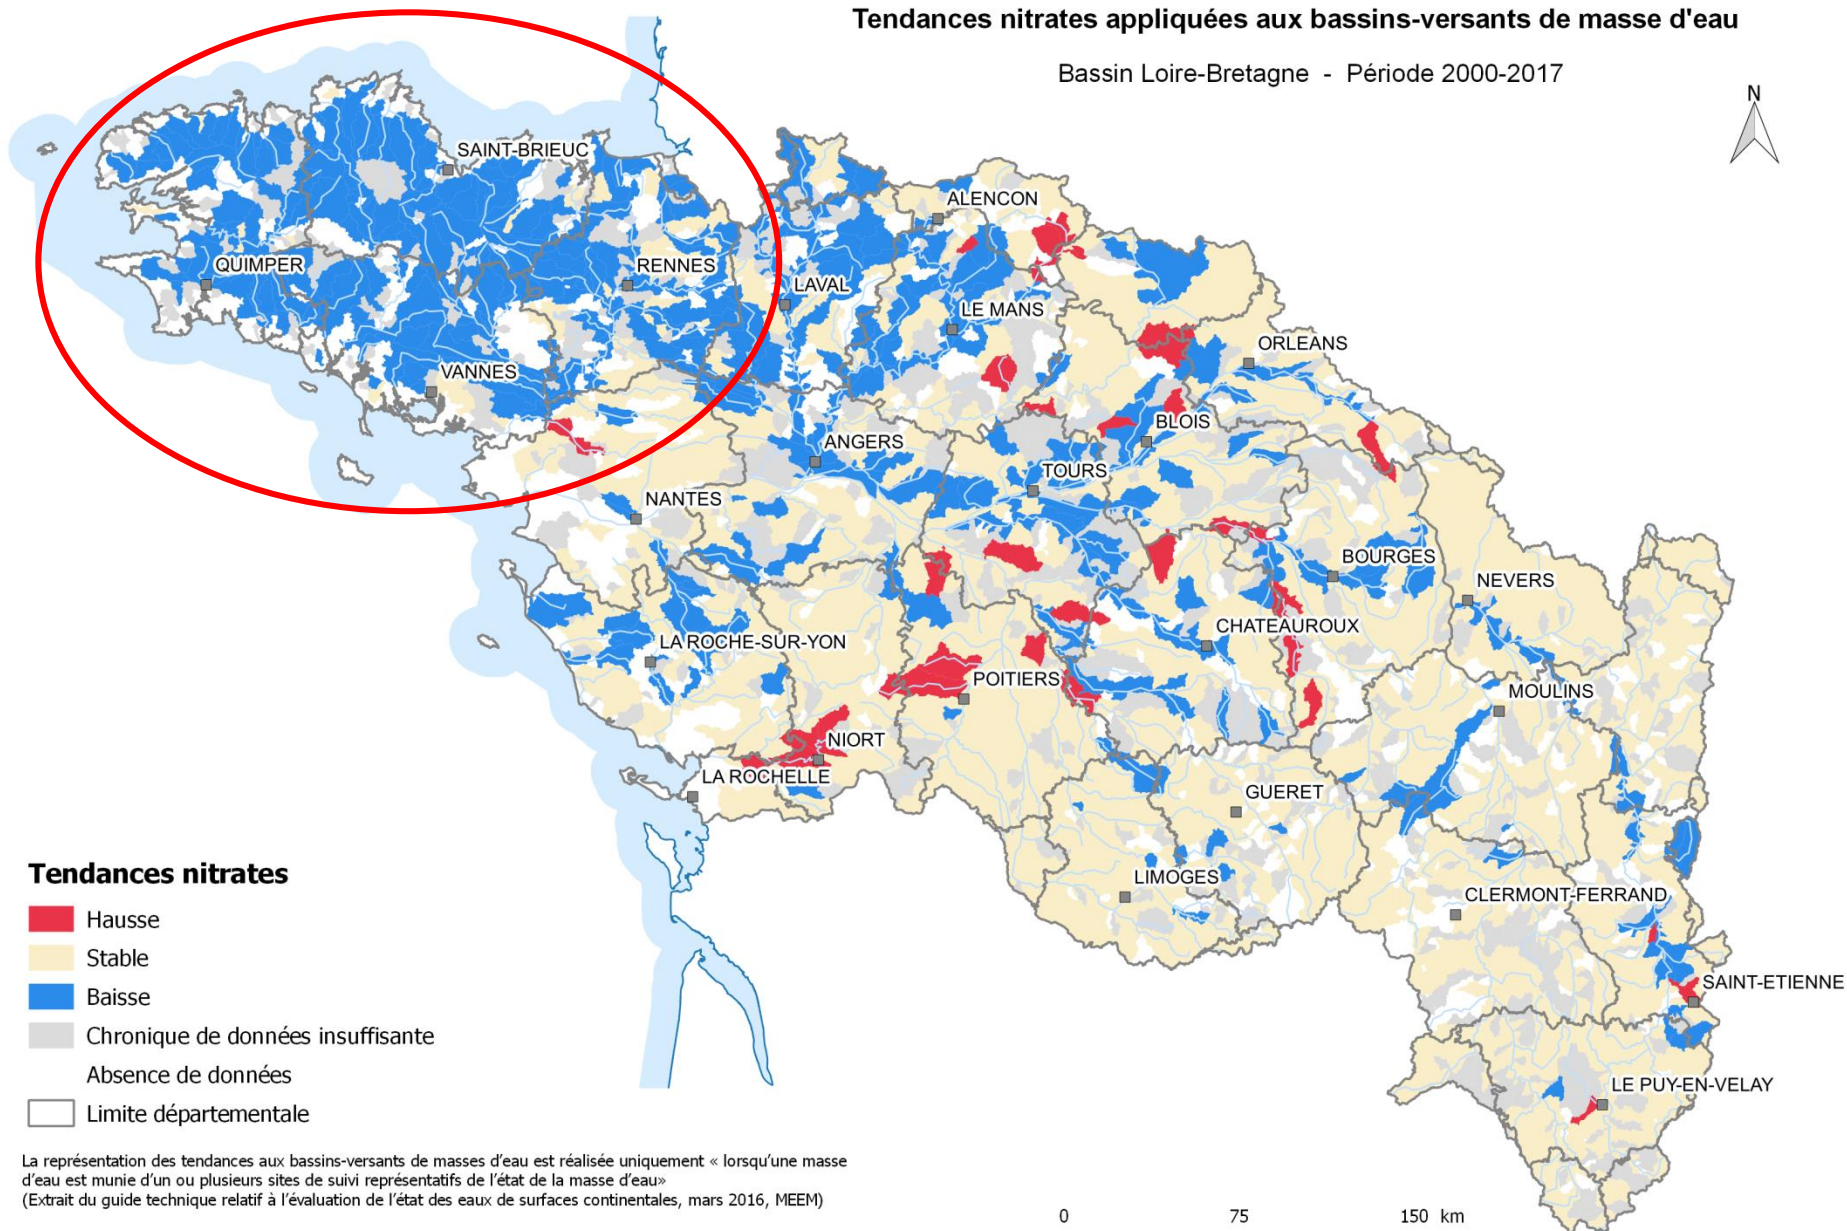 Tendances nitrates appliquées aux bassins-versants de masse d'eau
Bassin Loire-Bretagne - Période 2000-2017
N
SAINT-BRIEUC
ALENCON
QUIMPER
RENNES
LAVAL
LE MANS
ORLEANS
VANNES
BLOIS
ANGERS
TOURS
NANTES
BOURGES
NEVERS
CHATEAUROUX
LA ROCHE-SUR-YON
POITIERS
MOULINS
NIORT
LA ROCHELLE
GUERET
LIMOGES
CLERMONT-FERRAND
SAINT-ETIENNE
LE PUY-EN-VELAY
Tendances nitrates
Hausse
Stable
Baisse
Chronique de données insuffisante
Absence de données
Limite départementale
La représentation des tendances aux bassins-versants de masses d'eau est réalisée uniquement « lorsqu'une masse
d'eau est munie d'un ou plusieurs sites de suivi représentatifs de l'état de la masse d'eau»
(Extrait du guide technique relatif à l'évaluation de l'état des eaux de surfaces continentales, mars 2016, MEEM)
0 75 150 km